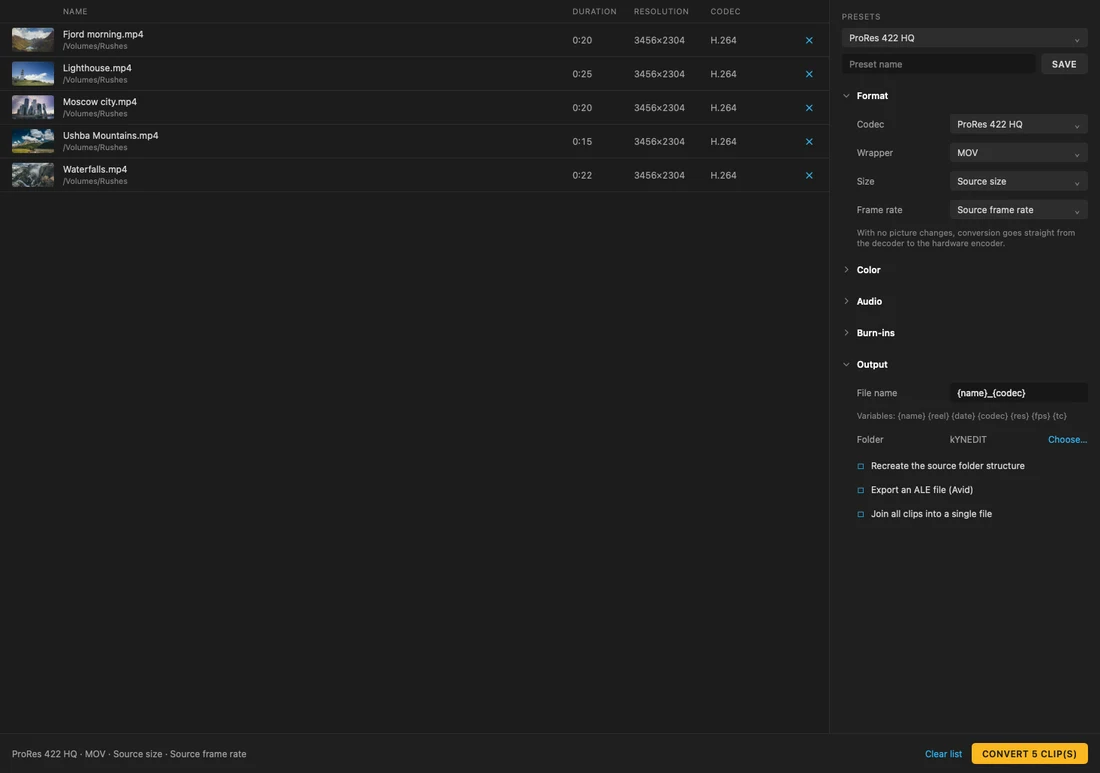 NAME DURATION RESOLUTION CODEC
Fjord morning.mp4
/Volumes/Rushes
0:20 3456×2304 H.264
Lighthouse.mp4
/Volumes/Rushes
0:25 3456×2304 H.264
Moscow city.mp4
/Volumes/Rushes
0:20 3456×2304 H.264
Ushba Mountains.mp4
/Volumes/Rushes
0:15 3456×2304 H.264
Waterfalls.mp4
/Volumes/Rushes
0:22 3456×2304 H.264
PRESETS
ProRes 422 HQ
Preset name SAVE
Format
Codec ProRes 422 HQ
Wrapper MOV
Size Source size
Frame rate Source frame rate
With no picture changes, conversion goes straight from
the decoder to the hardware encoder.
Color
Audio
Burn-ins
Output
File name {name}_{codec}
Variables: {name} {reel} {date} {codec} {res} {fps} {tc}
Folder kYNEDIT Choose...
Recreate the source folder structure
Export an ALE file (Avid)
Join all clips into a single file
ProRes 422 HQ · MOV · Source size · Source frame rate
Clear list CONVERT 5 CLIP(S)